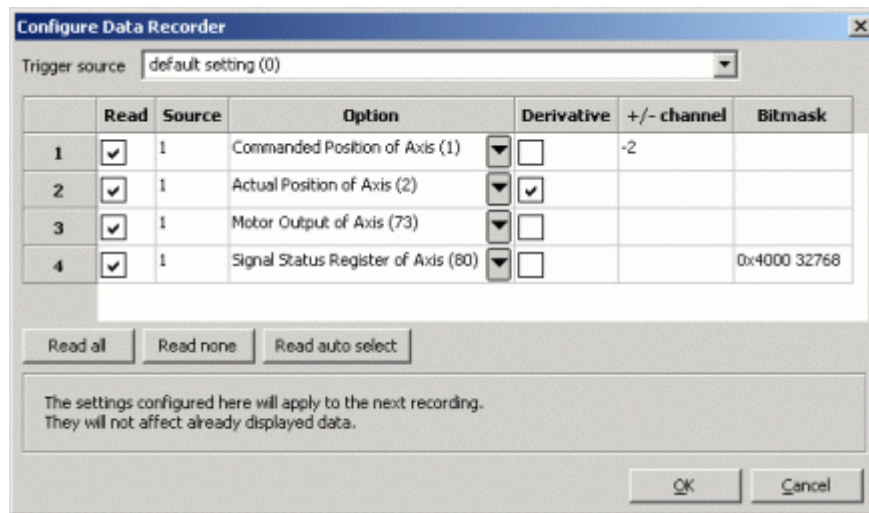 Configure Data Recorder
Trigger source default setting (0)
Read Source Option Derivative +/- channel Bitmask
1 1 Commanded Position of Axis (1) -2
2 1 Actual Position of Axis (2)
3 1 Motor Output of Axis (73)
4 1 Signal Status Register of Axis (80) 0x4000 32768
Read all Read none Read auto select
The settings configured here will apply to the next recording.
They will not affect already displayed data.
OK Cancel